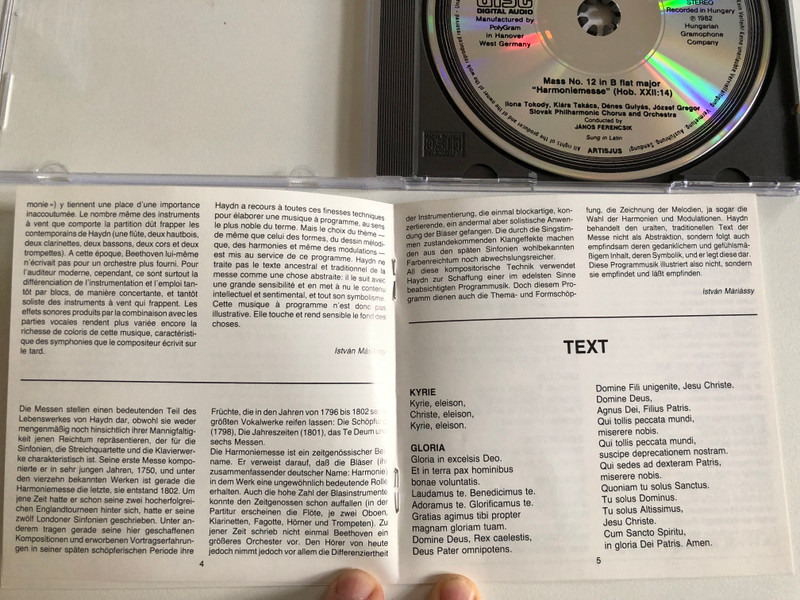 DIGITAL AUDIO
Manufactured by
PolyGram
in Hanover
West Germany
STEREO
Recorded in Hungary
℗ 1982
Hungarian
Gramophone
Company
Mass No. 12 in B flat major
"Harmoniemesse" (Hob. XXII:14)
Ilona Tokody, Klára Takács, Dénes Gulyás, József Gregor
Slovak Philharmonic Chorus and Orchestra
Conducted by
JÁNOS FERENCSIK
Sung in Latin
ARTISJUS
monie») y tiennent une place d'une importance
inaccoutumée. Le nombre même des instruments
à vent que comporte la partition dût frapper les
contemporains de Haydn (une flûte, deux hautbois,
deux clarinettes, deux bassons, deux cors et deux
trompettes). A cette époque, Beethoven lui-même
n'écrivait pas pour un orchestre plus fourni. Pour
l'auditeur moderne, cependant, ce sont surtout la
différenciation de l'instrumentation et l'emploi tan-
tôt par blocs, de manière concertante, et tantôt
soliste des instruments à vent qui frappent. Les
effets sonores produits par la combinaison avec les
parties vocales rendent plus variée encore la
richesse de coloris de cette musique, caractéristi-
que des symphonies que le compositeur écrivit sur
le tard.
Haydn a recours à toutes ces finesses techniques
pour élaborer une musique à programme, au sens
le plus noble du terme. Mais le choix du thème —
de même que celui des formes, du dessin mélodi-
que, des harmonies et même des modulations —
est mis au service de ce programme. Haydn ne
traite pas le texte ancestral et traditionnel de la
messe comme une chose abstraite: il le suit avec
une grande sensibilité et en met à nu le contenu
intellectuel et sentimental, et tout son symbolisme.
Cette musique à programme n'est donc pas
illustrative. Elle touche et rend sensible le fond des
choses.
István
Die Messen stellen einen bedeutenden Teil des
Lebenswerkes von Haydn dar, obwohl sie weder
mengenmäßig noch hinsichtlich ihrer Mannigfaltig-
keit jenen Reichtum repräsentieren, der für die
Sinfonien, die Streichquartette und die Klavierwer-
ke charakteristisch ist. Seine erste Messe kompo-
nierte er in sehr jungen Jahren, 1750, und unter
den vierzehn bekannten Werken ist gerade die
Harmoniemesse die letzte, sie entstand 1802. Um
jene Zeit hatte er schon seine zwei hocherfolgrei-
chen Englandtourneen hinter sich, hatte er seine
zwölf Londoner Sinfonien geschrieben. Unter an-
derem tragen gerade seine hier geschaffenen
Kompositionen und erworbenen Vortragserfahrun-
gen in seiner späten schöpferischen Periode ihre
Früchte, die in den Jahren von 1796 bis 1802 se
größten Vokalwerke reifen lassen: Die Schöpfu
(1798), Die Jahreszeiten (1801), das Te Deum und
sechs Messen.
Die Harmoniemesse ist ein zeitgenössischer Bei-
name. Er verweist darauf, daß die Bläser (ihr
zusammenfassender deutscher Name: Harmonie)
in dem Werk eine ungewöhnlich bedeutende Rolle
erhalten. Auch die hohe Zahl der Blasinstrumente
konnte den Zeitgenossen schon auffallen (in der
Partitur erscheinen die Flöte, je zwei Oboen,
Klarinetten, Fagotte, Hörner und Trompeten). Zu
jener Zeit schrieb nicht einmal Beethoven ein
größeres Orchester vor. Den Hörer von heute
jedoch nimmt jedoch vor allem die Differenziertheit
4
der Instrumentierung, die einmal blockartige, kon-
zertierende, ein andermal aber solistische Anwen-
dung der Bläser gefangen. Die durch die Singstim-
men zustandekommenden Klangeffekte machen
den aus den späten Sinfonien wohlbekannten
Farbenreichtum noch abwechslungsreicher.
All diese kompositorische Technik verwendet
Haydn zur Schaffung einer im edelsten Sinne
beabsichtigten Programmusik. Doch diesem Pro-
gramm dienen auch die Thema- und Formschöp-
fung, die Zeichnung der Melodien, ja sogar die
Wahl der Harmonien und Modulationen. Haydn
behandelt den uralten, traditionellen Text der
Messe nicht als Abstraktion, sondern folgt auch
empfindsam deren gedanklichem und gefühlsmä-
ßigem Inhalt, deren Symbolik, und er legt diese dar.
Diese Programmusik illustriert also nicht, sondern
sie empfindet und läßt empfinden.
István Máriássy
TEXT
KYRIE
Kyrie, eleison,
Christe, eleison,
Kyrie, eleison.
GLORIA
Gloria in excelsis Deo.
Et in terra pax hominibus
bonae voluntatis.
Laudamus te. Benedicimus te.
Adoramus te. Glorificamus te.
Gratias agimus tibi propter
magnam gloriam tuam.
Domine Deus, Rex caelestis,
Deus Pater omnipotens.
Domine Fili unigenite, Jesu Christe.
Domine Deus,
Agnus Dei, Filius Patris.
Qui tollis peccata mundi,
miserere nobis.
Qui tollis peccata mundi,
suscipe deprecationem nostram.
Qui sedes ad dexteram Patris,
miserere nobis.
Quoniam tu solus Sanctus.
Tu solus Dominus.
Tu solus Altissimus,
Jesu Christe.
Cum Sancto Spiritu,
in gloria Dei Patris. Amen.
5